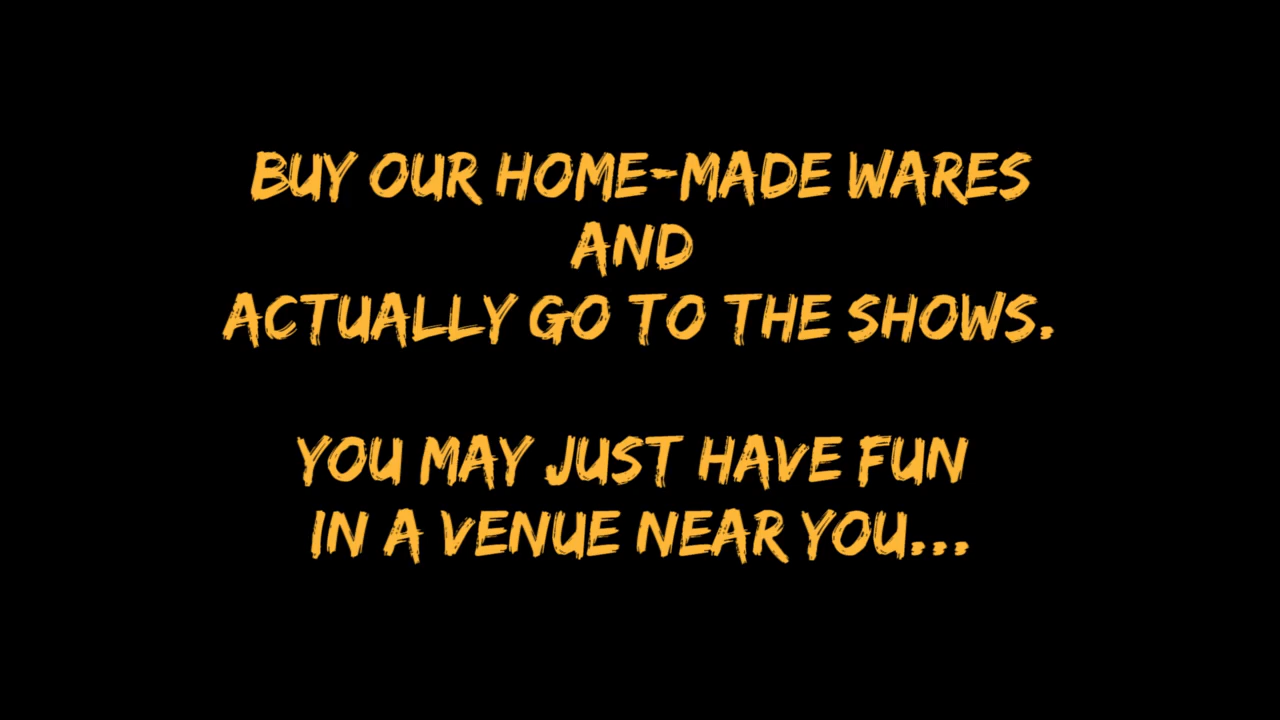 BUY OUR HOME-MADE WARES
AND
ACTUALLY GO TO THE SHOWS.
YOU MAY JUST HAVE FUN
IN A VENUE NEAR YOU...